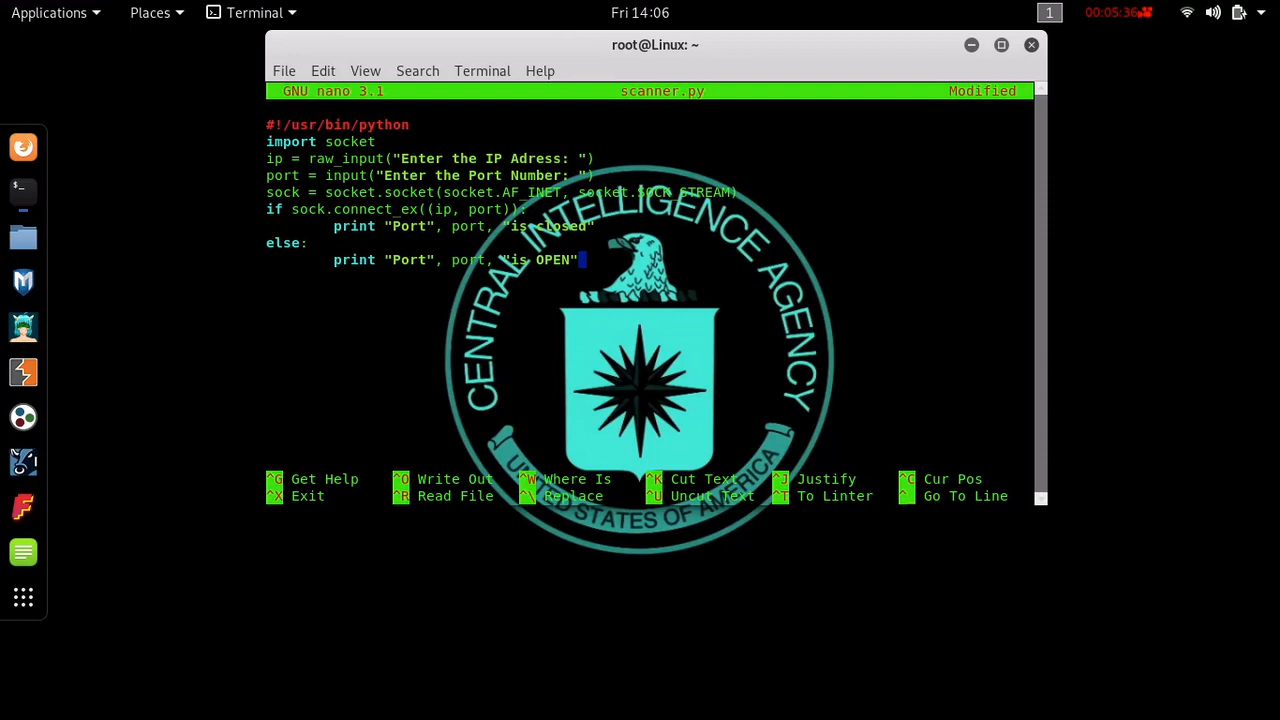 Applications Places Terminal Fri 14:06 1 00:05:36
root@Linux: ~
File Edit View Search Terminal Help
GNU nano 3.1 scanner.py Modified
#!/usr/bin/python
import socket
ip = raw_input("Enter the IP Adress: ")
port = input("Enter the Port Number: ")
sock = socket.socket(socket.AF_INET, socket.SOCK_STREAM)
if sock.connect_ex((ip, port)):
print "Port", port, "is closed"
else:
print "Port", port, "is OPEN"
CENTRAL INTELLIGENCE AGENCY
UNITED STATES OF AMERICA
^G Get Help ^O Write Out ^W Where Is ^K Cut Text ^J Justify ^C Cur Pos
^X Exit ^R Read File ^\ Replace ^U Uncut Text ^T To Linter ^_ Go To Line